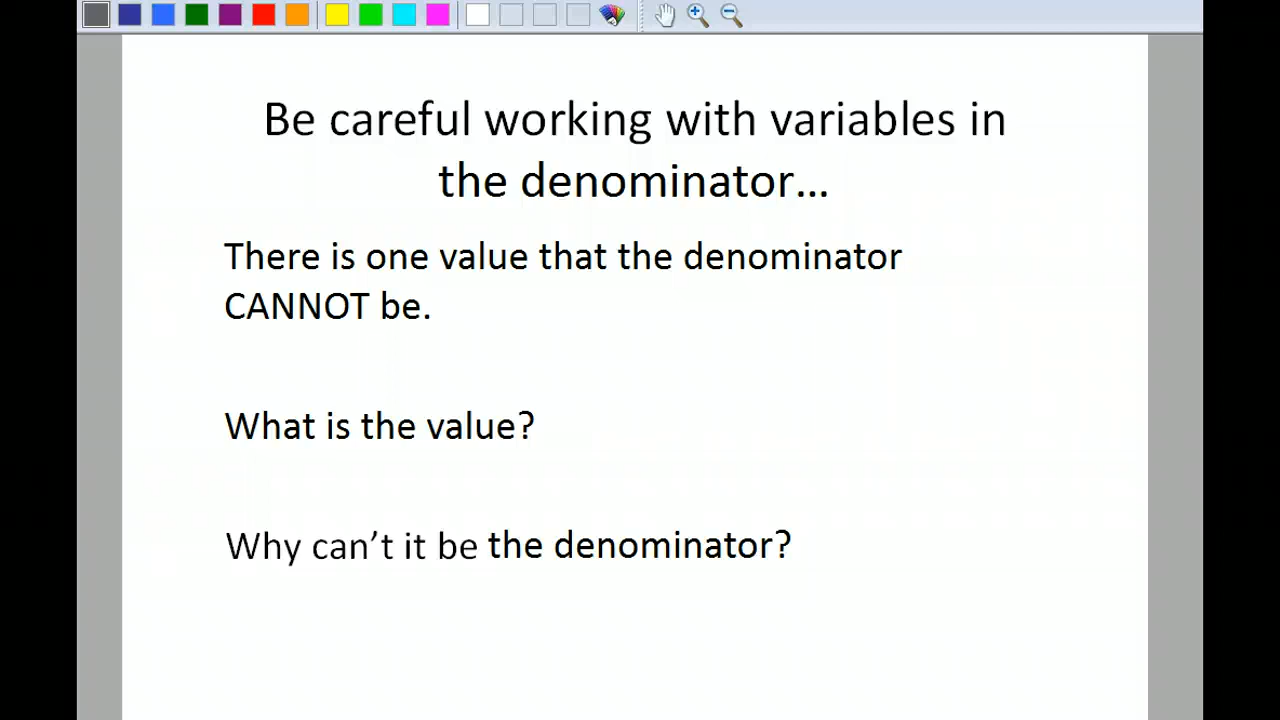 Be careful working with variables in
the denominator…
There is one value that the denominator
CANNOT be.
What is the value?
Why can’t it be the denominator?